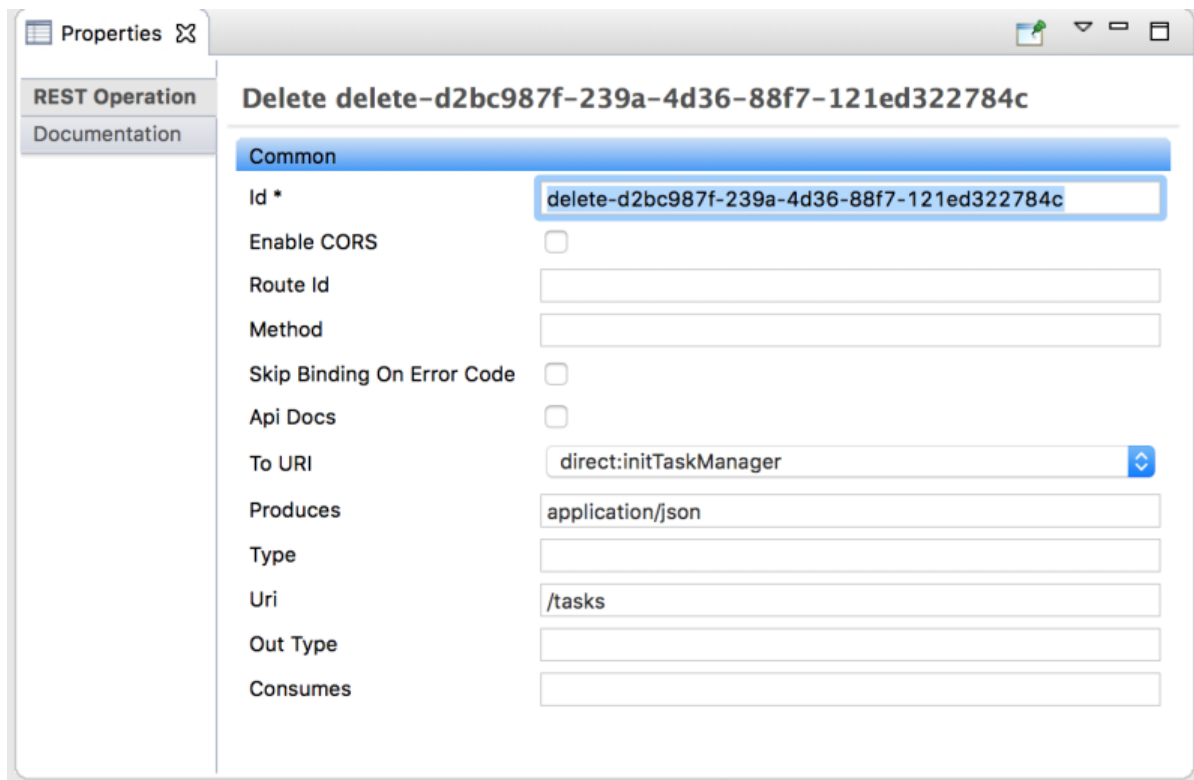 Properties
REST Operation
Documentation
Delete delete-d2bc987f-239a-4d36-88f7-121ed322784c
Common
Id * delete-d2bc987f-239a-4d36-88f7-121ed322784c
Enable CORS
Route Id
Method
Skip Binding On Error Code
Api Docs
To URI direct:initTaskManager
Produces application/json
Type
Uri /tasks
Out Type
Consumes